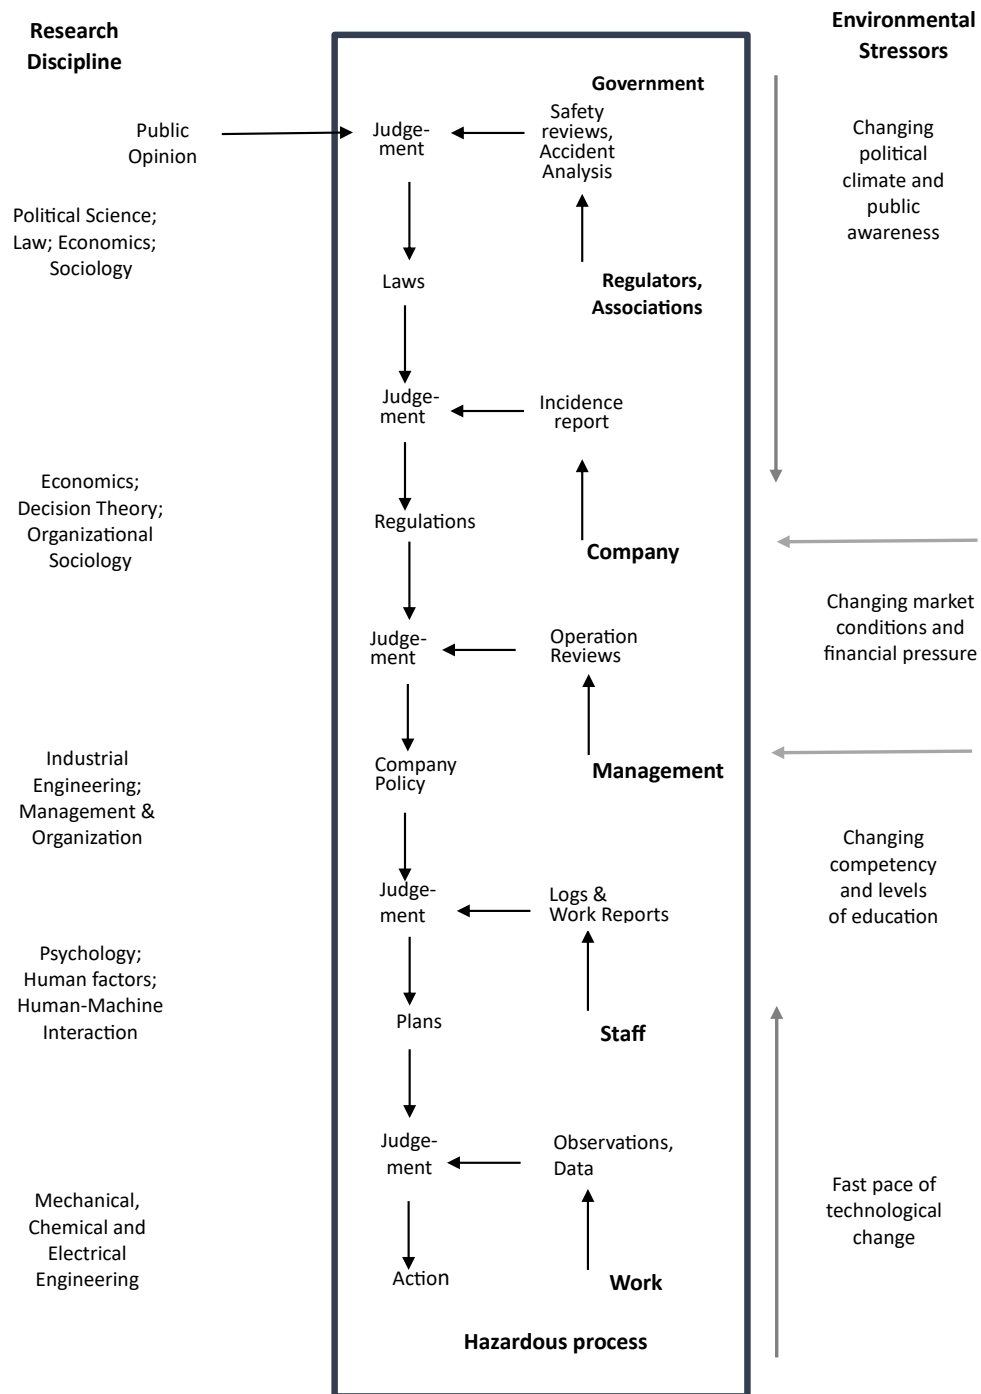 Research
Discipline
Environmental
Stressors
Government
Public
Opinion
Judge-
ment
Safety
reviews,
Accident
Analysis
Changing
political
climate and
public
awareness
Political Science;
Law; Economics;
Sociology
Laws
Regulators,
Associations
Judge-
ment
Incidence
report
Economics;
Decision Theory;
Organizational
Sociology
Regulations
Company
Changing market
conditions and
financial pressure
Judge-
ment
Operation
Reviews
Industrial
Engineering;
Management &
Organization
Company
Policy
Management
Changing
competency
and levels
of education
Judge-
ment
Logs &
Work Reports
Psychology;
Human factors;
Human-Machine
Interaction
Plans
Staff
Judge-
ment
Observations,
Data
Mechanical,
Chemical and
Electrical
Engineering
Fast pace of
technological
change
Action
Work
Hazardous process